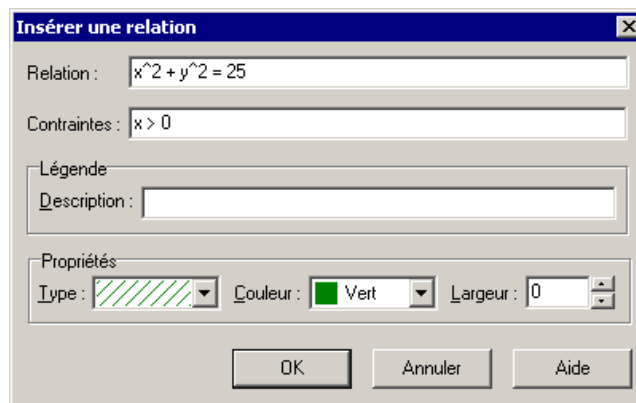 Insérer une relation
Relation : x^2 + y^2 = 25
Contraintes : x > 0
Légende
Description :
Propriétés
Type : Couleur : Vert Largeur : 0
OK Annuler Aide